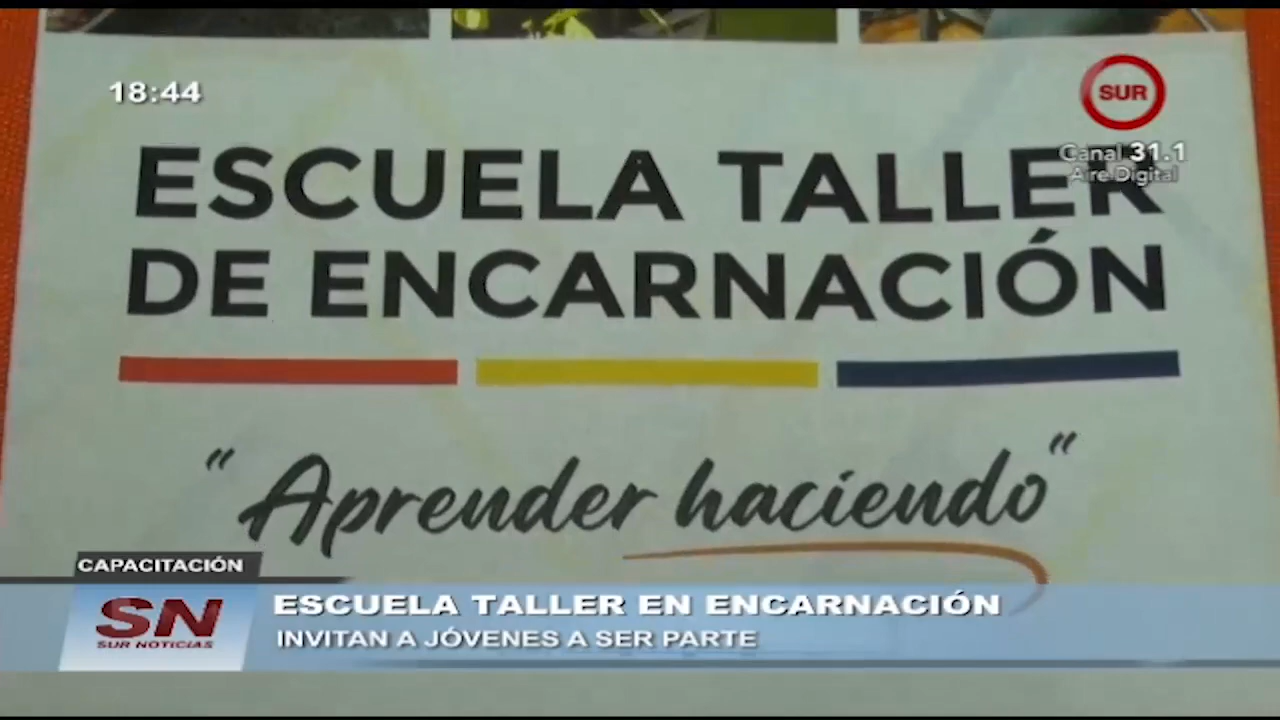 18:44
SUR
Canal 31.1
Aire Digital
ESCUELA TALLER
DE ENCARNACIÓN
“Aprender haciendo”
CAPACITACIÓN
SN
SUR NOTICIAS
ESCUELA TALLER EN ENCARNACIÓN
INVITAN A JÓVENES A SER PARTE